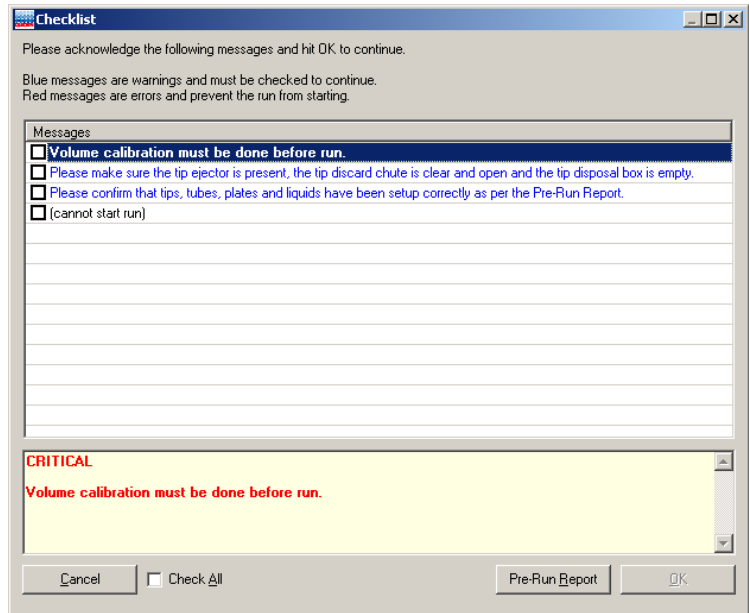 Checklist
Please acknowledge the following messages and hit OK to continue.
Blue messages are warnings and must be checked to continue.
Red messages are errors and prevent the run from starting.
Messages
Volume calibration must be done before run.
Please make sure the tip ejector is present, the tip discard chute is clear and open and the tip disposal box is empty.
Please confirm that tips, tubes, plates and liquids have been setup correctly as per the Pre-Run Report.
(cannot start run)
CRITICAL
Volume calibration must be done before run.
Cancel Check All Pre-Run Report OK